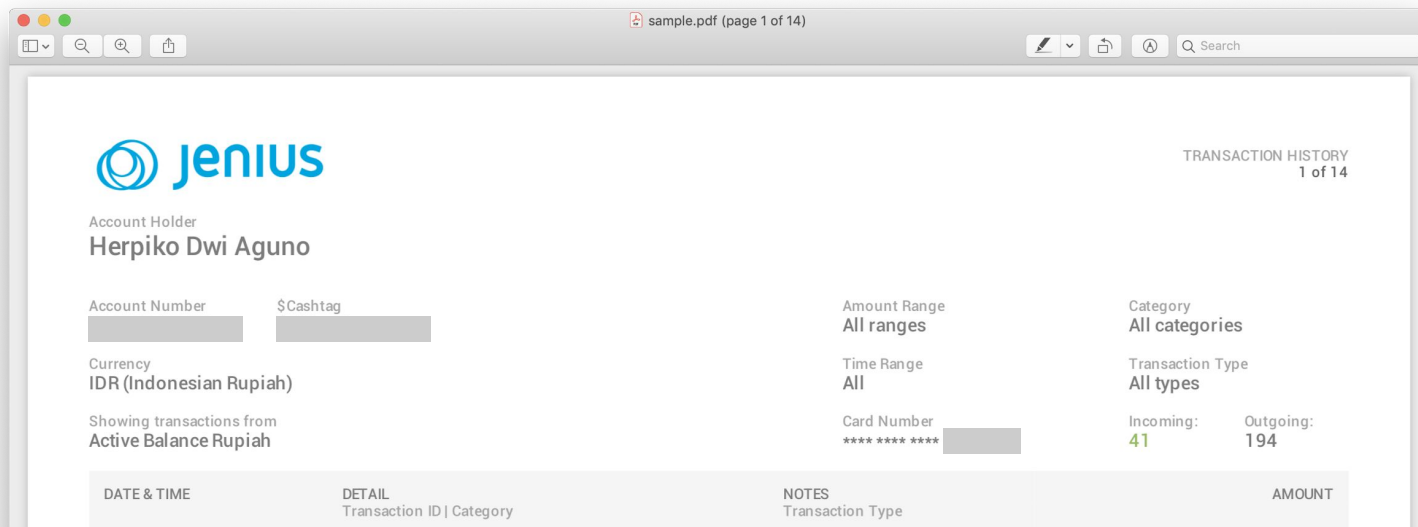 sample.pdf (page 1 of 14)
Search
jenius
TRANSACTION HISTORY
1 of 14
Account Holder
Herpiko Dwi Aguno
Account Number $Cashtag
Amount Range
All ranges
Category
All categories
Currency
IDR (Indonesian Rupiah)
Time Range
All
Transaction Type
All types
Showing transactions from
Active Balance Rupiah
Card Number
**** **** ****
Incoming: Outgoing:
41 194
DATE & TIME DETAIL NOTES AMOUNT
Transaction ID | Category Transaction Type